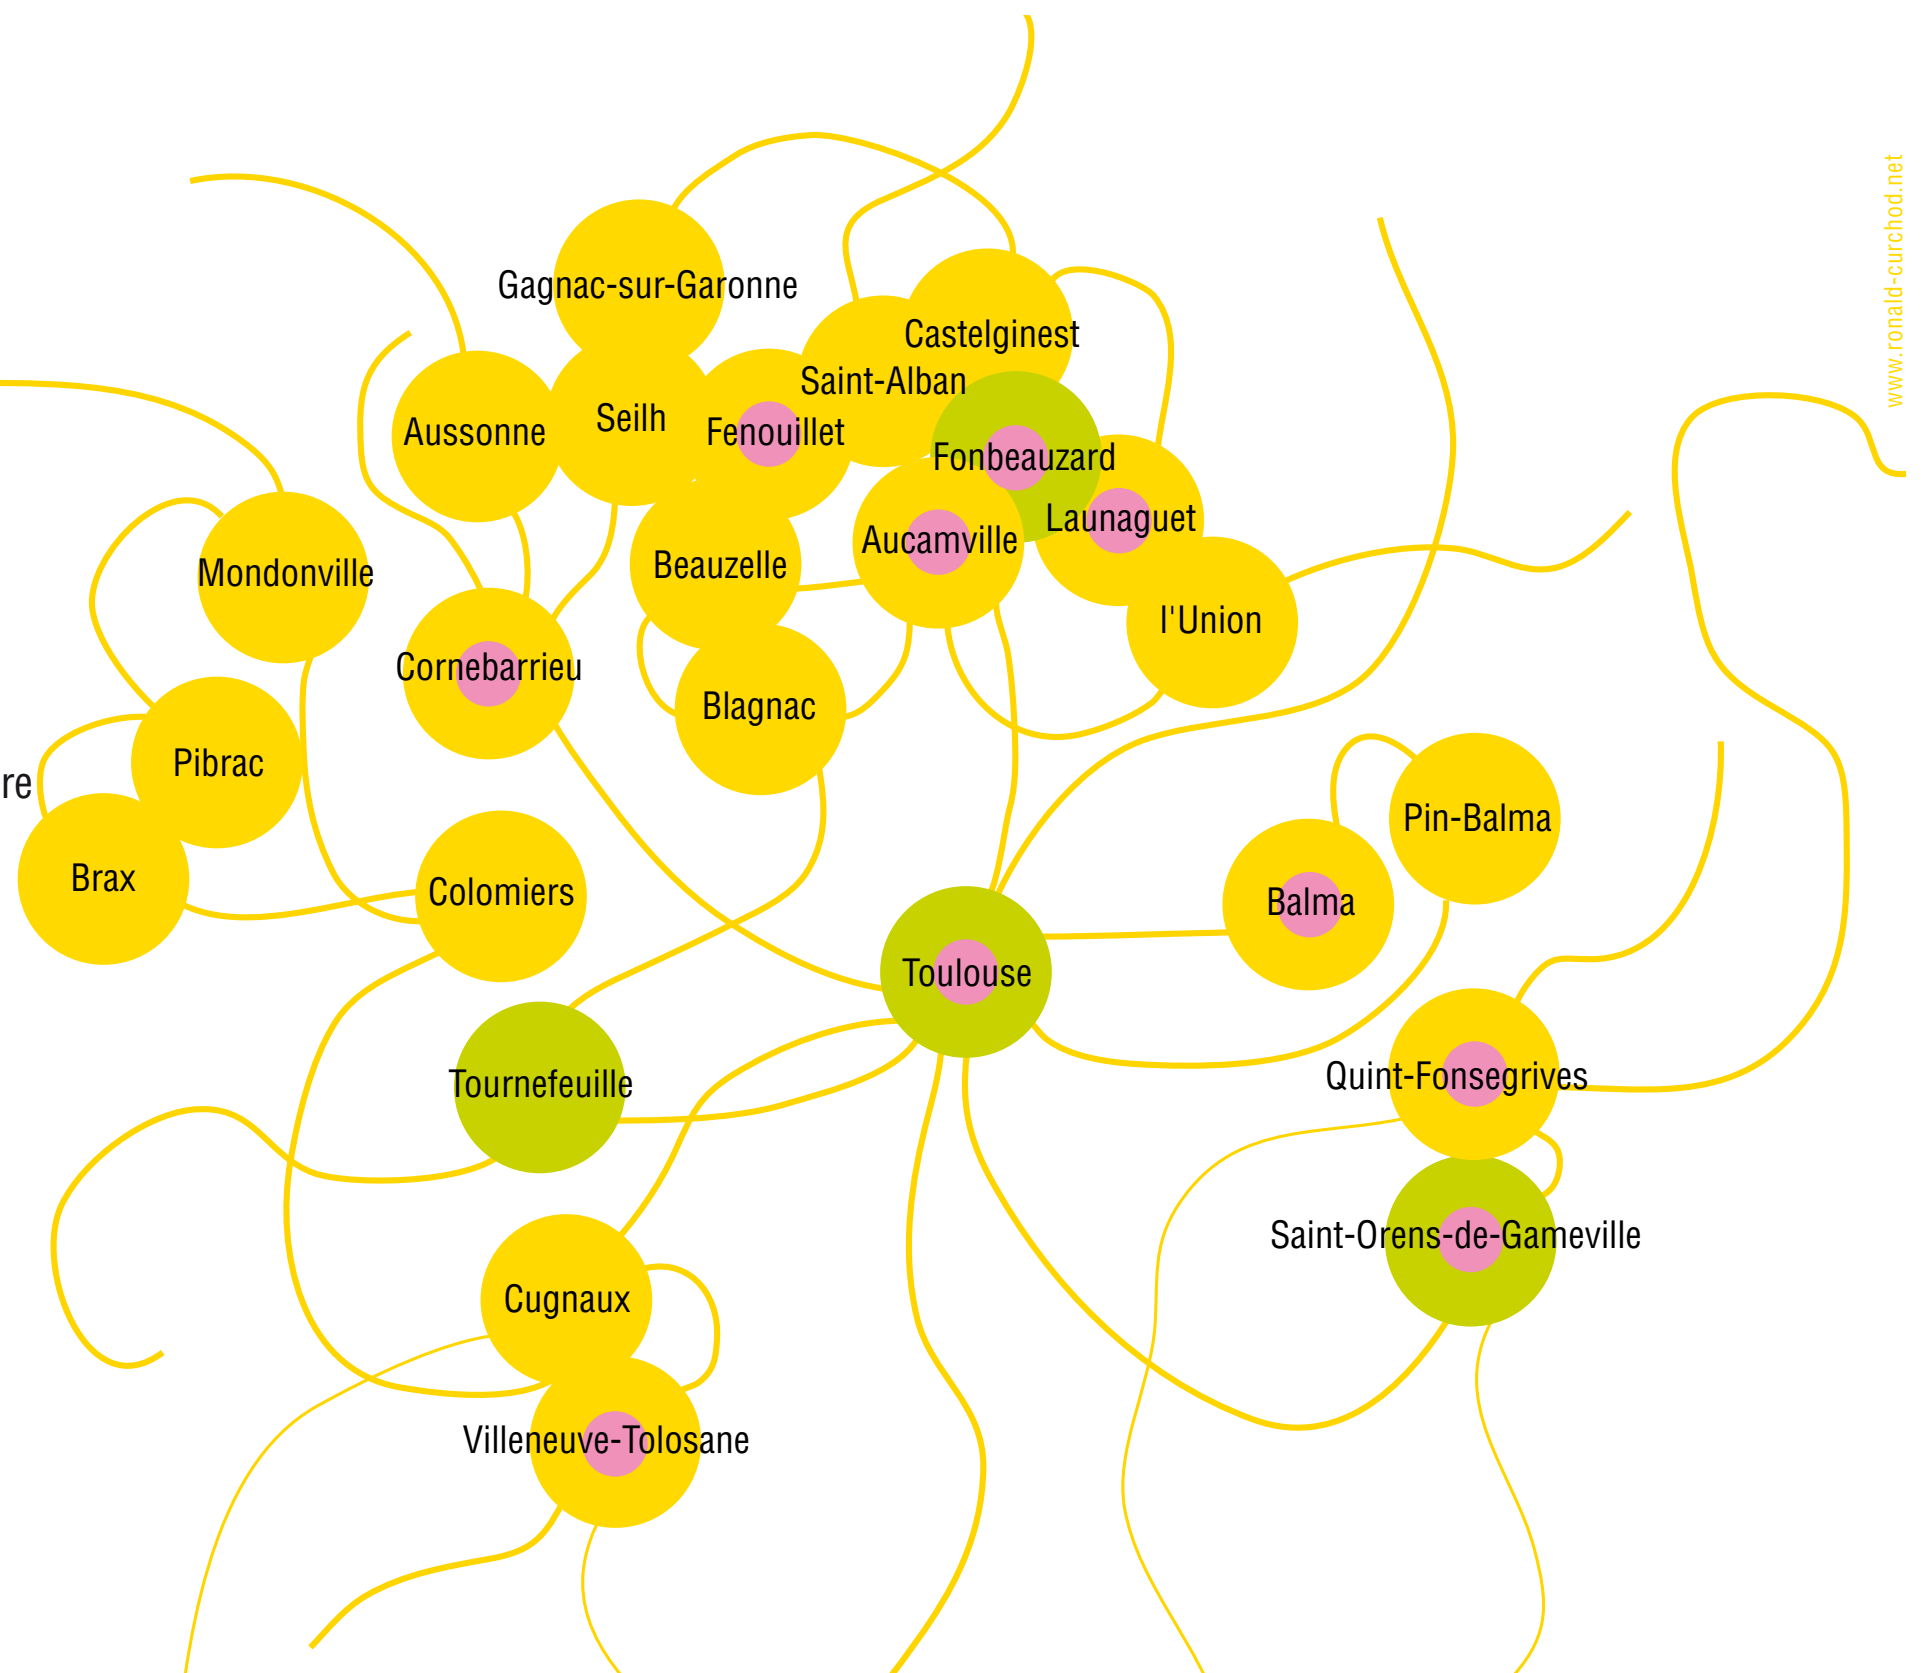 www.ronald-curchod.net
Gagnac-sur-Garonne
Castelginest
Saint-Alban
Aussonne
Seilh
Fenouillet
Fonbeauzard
Launaguet
Aucamville
Beauzelle
Mondonville
l'Union
Cornebarrieu
Blagnac
Pibrac
re
Pin-Balma
Brax
Colomiers
Balma
Toulouse
Quint-Fonsegrives
Tournefeuille
Saint-Orens-de-Gameville
Cugnaux
Villeneuve-Tolosane